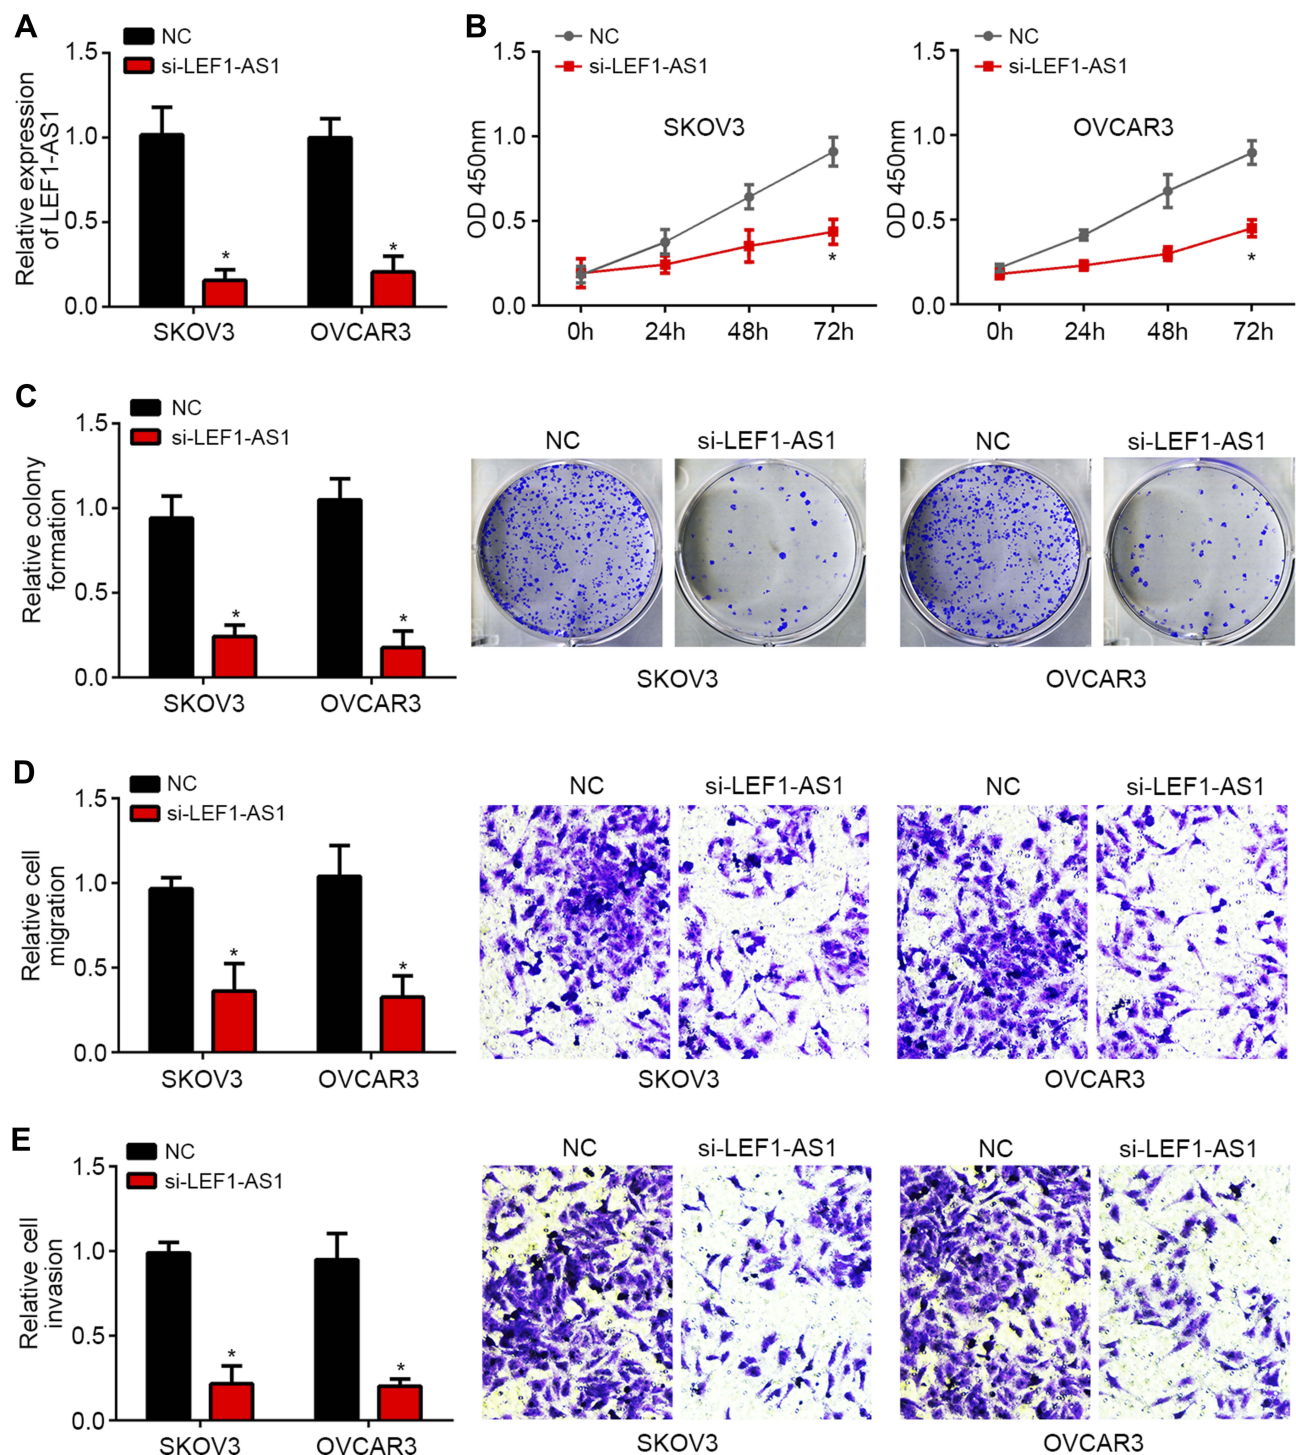 A
NC
si-LEF1-AS1
Relative expression
of LEF1-AS1
1.5
1.0
0.5
0.0
*
*
SKOV3
OVCAR3
B
NC
si-LEF1-AS1
SKOV3
OD 450nm
1.5
1.0
0.5
0.0
*
0h
24h
48h
72h
NC
si-LEF1-AS1
OVCAR3
OD 450nm
1.5
1.0
0.5
0.0
*
0h
24h
48h
72h
C
NC
si-LEF1-AS1
Relative colony
formation
1.5
1.0
0.5
0.0
*
*
SKOV3
OVCAR3
NC
si-LEF1-AS1
SKOV3
NC
si-LEF1-AS1
OVCAR3
D
NC
si-LEF1-AS1
Relative cell
migration
1.5
1.0
0.5
0.0
*
*
SKOV3
OVCAR3
NC
si-LEF1-AS1
SKOV3
NC
si-LEF1-AS1
OVCAR3
E
NC
si-LEF1-AS1
Relative cell
invasion
1.5
1.0
0.5
0.0
*
*
SKOV3
OVCAR3
NC
si-LEF1-AS1
SKOV3
NC
si-LEF1-AS1
OVCAR3